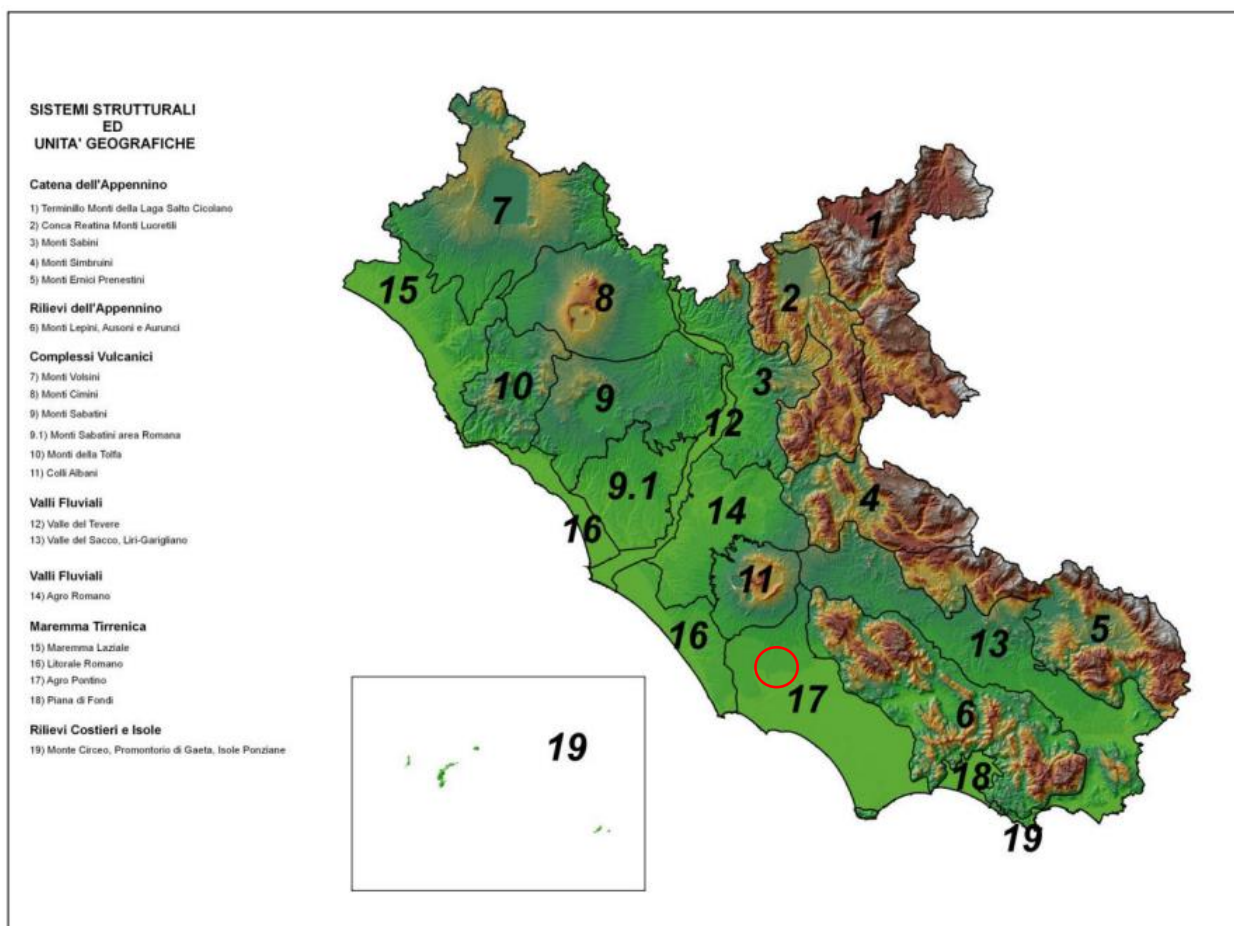 SISTEMI STRUTTURALI
ED
UNITA' GEOGRAFICHE
Catena dell'Appennino
1) Terminillo Monti della Laga Salto Cicolano
2) Conca Reatina Monti Lucretili
3) Monti Sabini
4) Monti Simbruini
5) Monti Ernici Prenestini
Rilievi dell'Appennino
6) Monti Lepini, Ausoni e Aurunci
Complessi Vulcanici
7) Monti Volsini
8) Monti Cimini
9) Monti Sabatini
9.1) Monti Sabatini area Romana
10) Monti della Tolfa
11) Colli Albani
Valli Fluviali
12) Valle del Tevere
13) Valle del Sacco, Liri-Garigliano
Valli Fluviali
14) Agro Romano
Maremma Tirrenica
15) Maremma Laziale
16) Litorale Romano
17) Agro Pontino
18) Piana di Fondi
Rilievi Costieri e Isole
19) Monte Circeo, Promontorio di Gaeta, Isole Ponziane
7
1
15
8
2
10
9
3
12
9.1
4
16
14
11
16
13
5
17
6
19
18
19